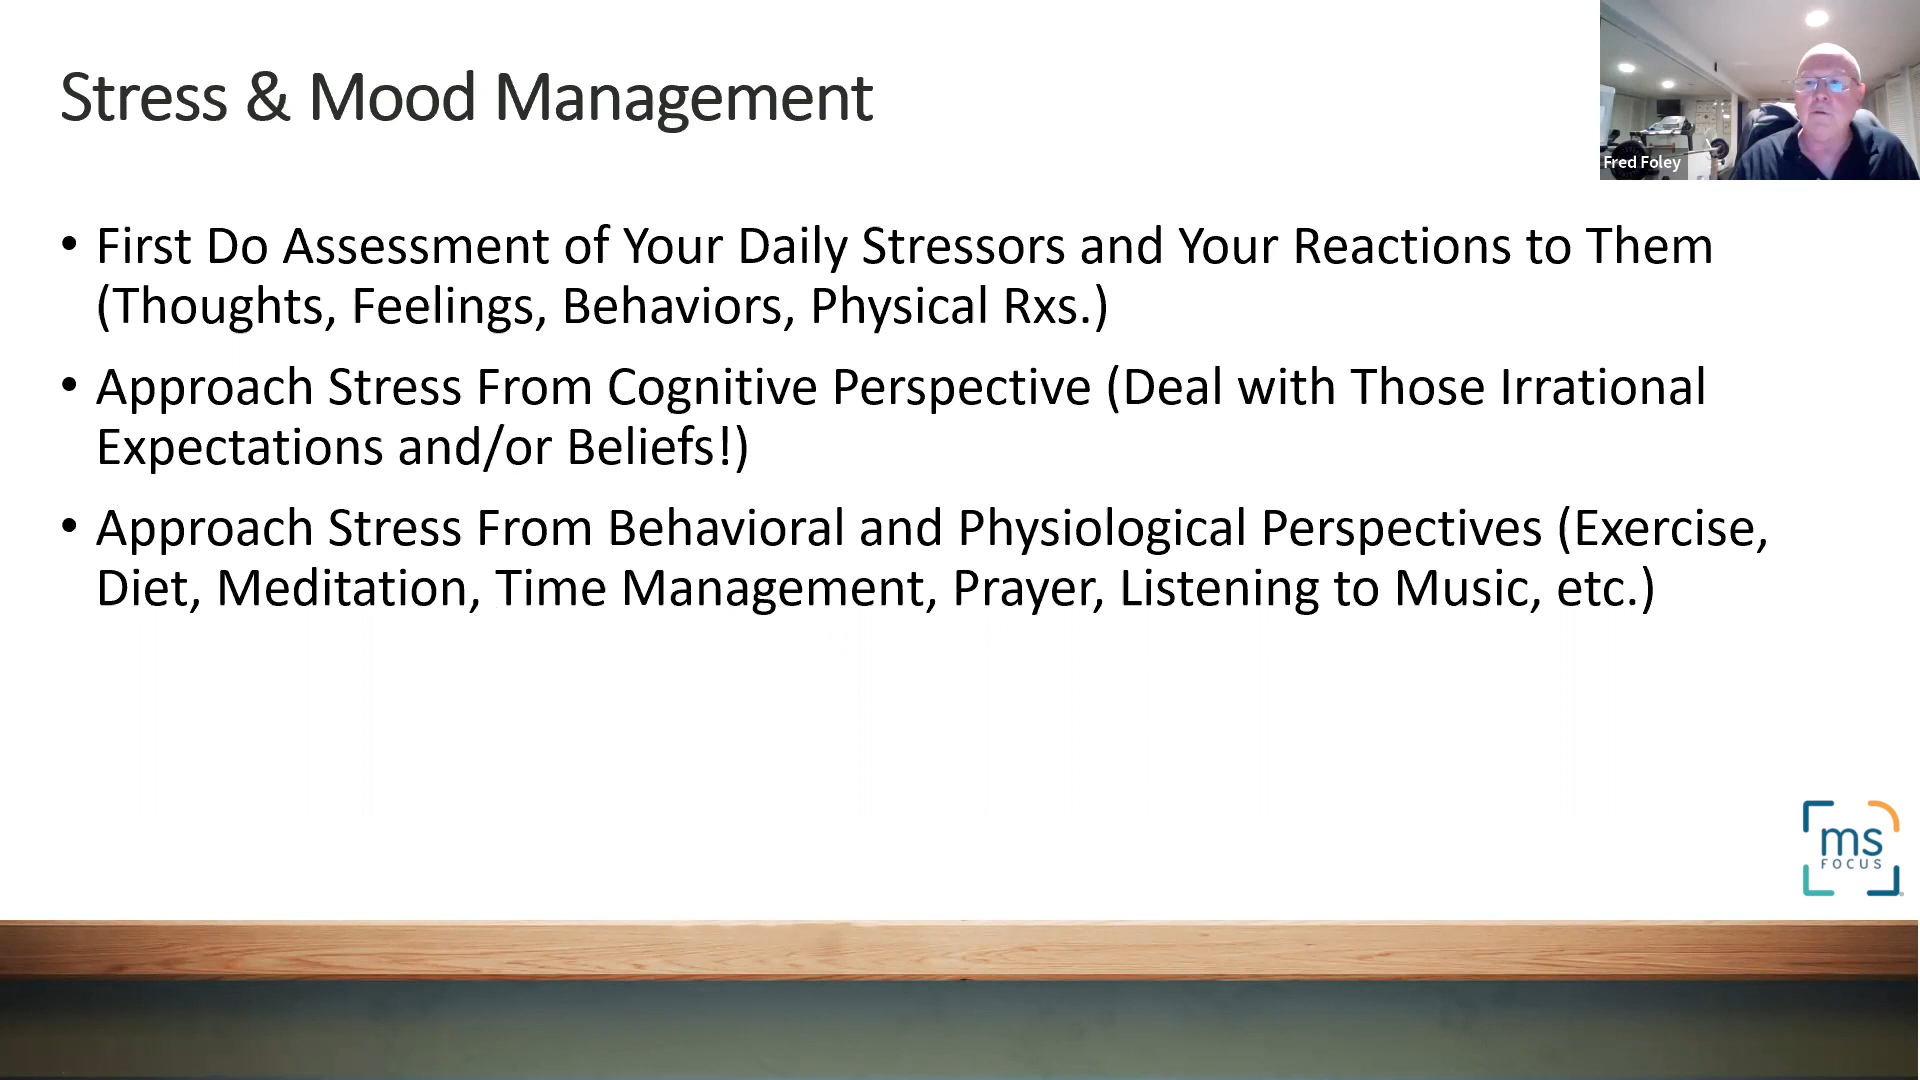 Stress & Mood Management
Fred Foley
• First Do Assessment of Your Daily Stressors and Your Reactions to Them
(Thoughts, Feelings, Behaviors, Physical Rxs.)
• Approach Stress From Cognitive Perspective (Deal with Those Irrational
Expectations and/or Beliefs!)
• Approach Stress From Behavioral and Physiological Perspectives (Exercise,
Diet, Meditation, Time Management, Prayer, Listening to Music, etc.)
ms
FOCUS